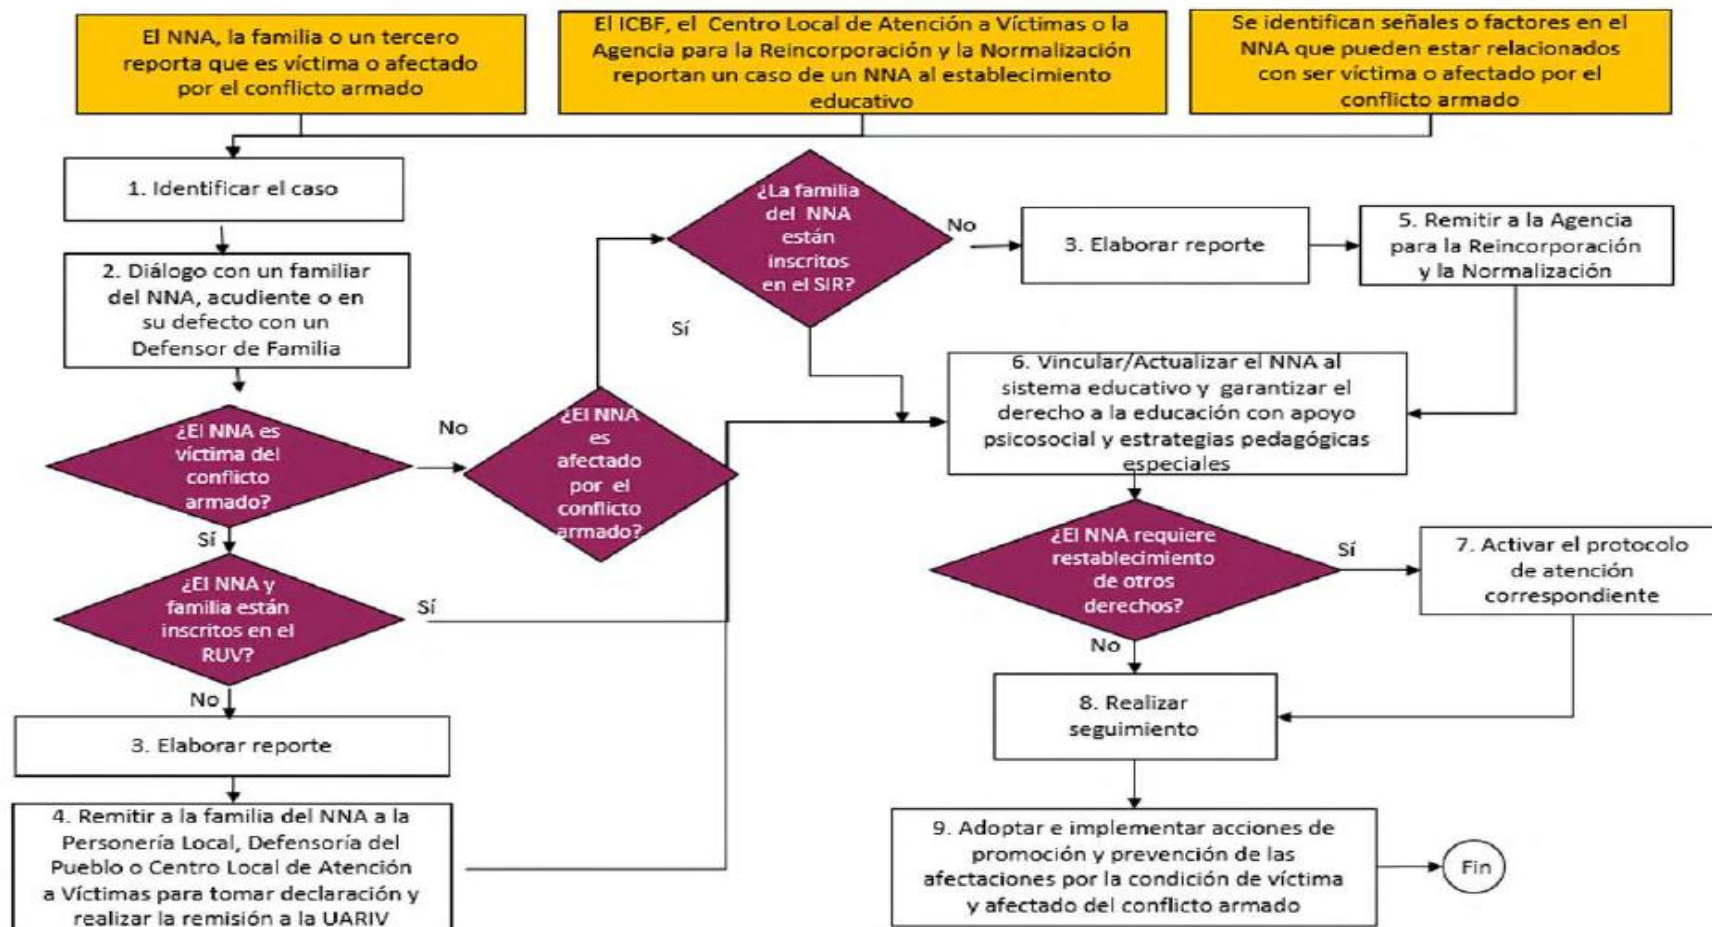 El NNA, la familia o un tercero
reporta que es víctima o afectado
por el conflicto armado
El ICBF, el Centro Local de Atención a Víctimas o la
Agencia para la Reincorporación y la Normalización
reportan un caso de un NNA al establecimiento
educativo
Se identifican señales o factores en el
NNA que pueden estar relacionados
con ser víctima o afectado por el
conflicto armado
1. Identificar el caso
2. Diálogo con un familiar
del NNA, acudiente o en
su defecto con un
Defensor de Familia
¿El NNA es
víctima del
conflicto
armado?
No
Sí
¿El NNA
es
afectado
por el
conflicto
armado?
Sí
¿La familia
del NNA
están
inscritos
en el SIR?
No
3. Elaborar reporte
5. Remitir a la Agencia
para la Reincorporación
y la Normalización
¿El NNA y
familia están
inscritos en el
RUV?
Sí
No
3. Elaborar reporte
4. Remitir a la familia del NNA a la
Personería Local, Defensoría del
Pueblo o Centro Local de Atención
a Víctimas para tomar declaración y
realizar la remisión a la UARIV
6. Vincular/Actualizar el NNA al
sistema educativo y garantizar el
derecho a la educación con apoyo
psicosocial y estrategias pedagógicas
especiales
¿El NNA requiere
restablecimiento
de otros
derechos?
Sí
No
7. Activar el protocolo
de atención
correspondiente
8. Realizar
seguimiento
9. Adoptar e implementar acciones de
promoción y prevención de las
afectaciones por la condición de víctima
y afectado del conflicto armado
Fin